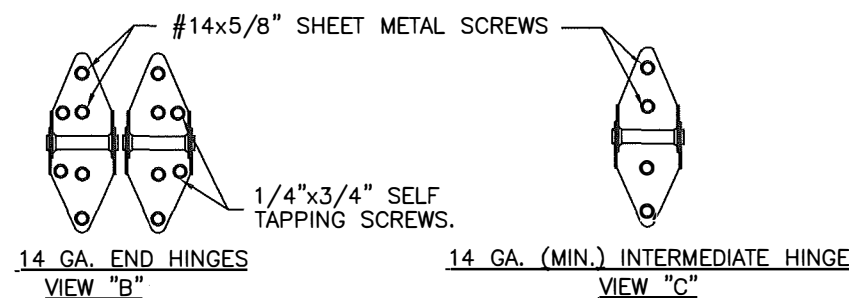 #14x5/8" SHEET METAL SCREWS
1/4"x3/4" SELF
TAPPING SCREWS.
14 GA. END HINGES
VIEW "B"
14 GA. (MIN.) INTERMEDIATE HINGE
VIEW "C"